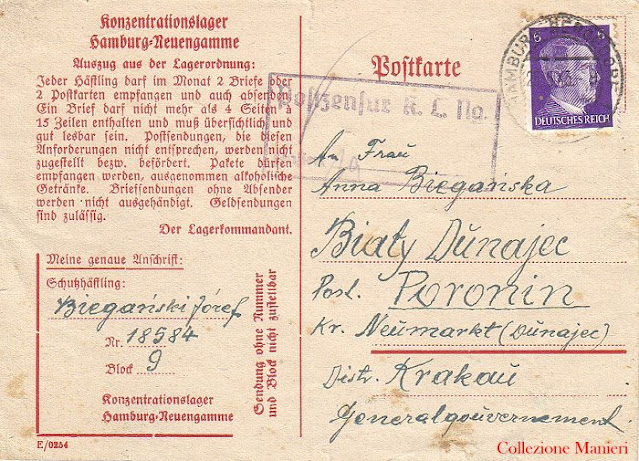 Konzentrationslager
Hamburg-Neuengamme
Auszug aus der Lagerordnung:
Jeder Häftling darf im Monat 2 Briefe oder
2 Postkarten empfangen und auch absenden.
Ein Brief darf nicht mehr als 4 Seiten à
15 Zeilen enthalten und muß übersichtlich und
gut lesbar sein. Postsendungen, die diesen
Anforderungen nicht entsprechen, werden nicht
zugestellt bezw. befördert. Pakete dürfen
empfangen werden, ausgenommen alkoholische
Getränke. Briefsendungen ohne Absender
werden nicht ausgehändigt. Geldsendungen
sind zulässig.
Der Lagerkommandant.
Meine genaue Anschrift:
Schutzhäftling:
Biegański Józef
Nr. 18584
Block 9
Konzentrationslager
Hamburg-Neuengamme
E/0254
Sendung ohne Nummer
und Block nicht zustellbar
Postkarte
Postzensur K. L. Na.
6 6
DEUTSCHES REICH
HAMBURG
An Frau
Anna Biegańska
Biały Dunajec
Post. Poronin
Kr. Neumarkt (Dunajec)
Distr. Krakau
Generalgouvernement
Collezione Manieri